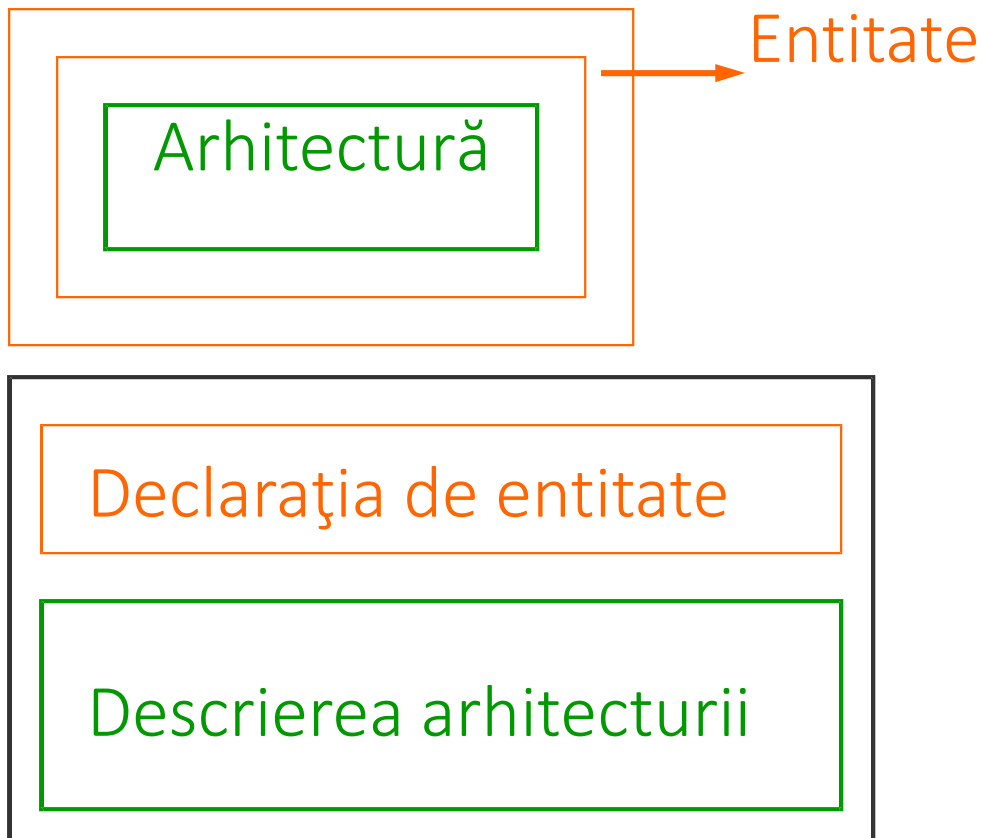 Entitate
Arhitectură
Declaraţia de entitate
Descrierea arhitecturii